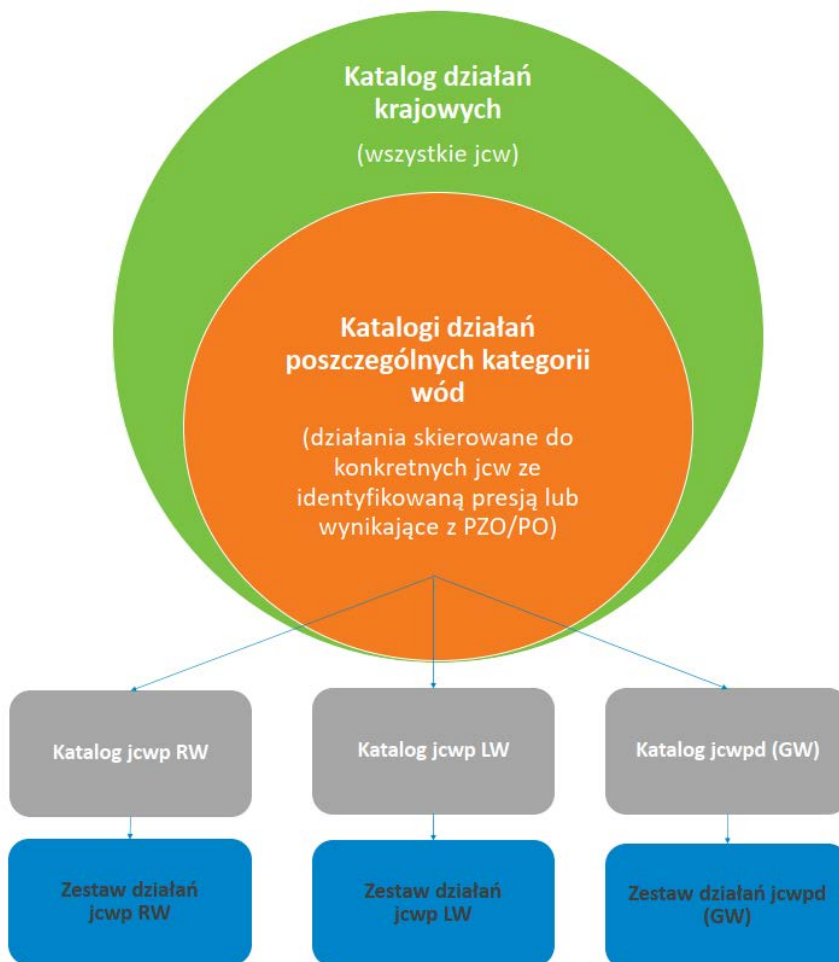 Katalog działań
krajowych
(wszystkie jcw)
Katalogi działań
poszczególnych kategorii
wód
(działania skierowane do
konkretnych jcw ze
identyfikowaną presją lub
wynikające z PZO/PO)
Katalog jcwp RW
Katalog jcwp LW
Katalog jcwpd (GW)
Zestaw działań
jcwp RW
Zestaw działań
jcwp LW
Zestaw działań jcwpd
(GW)